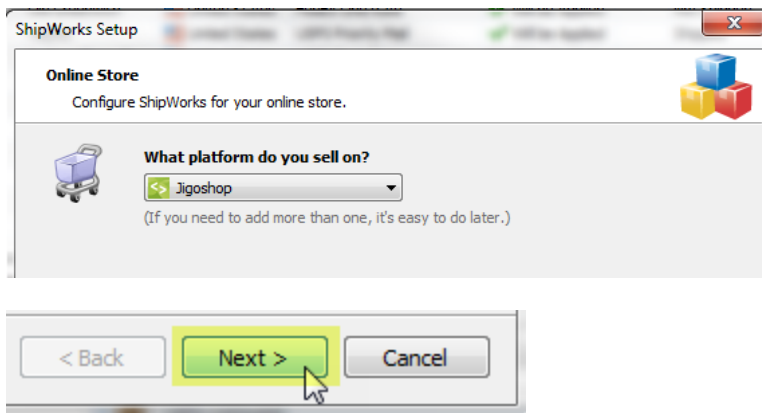 ShipWorks Setup
Online Store
Configure ShipWorks for your online store.
What platform do you sell on?
Jigoshop
(If you need to add more than one, it's easy to do later.)
< Back
Next >
Cancel